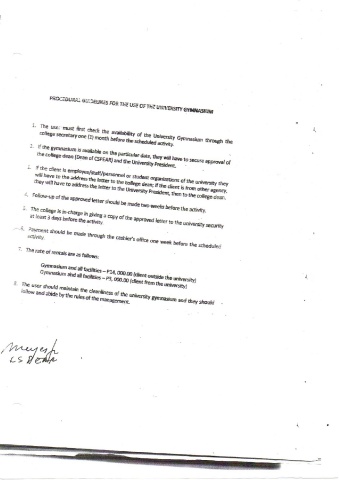 PROCEDURAL GUIDELINES FOR THE USE OF THE UNIVERSITY GYMNASIUM
1. The user must first check the availability of the University Gymnasium through the
college secretary one (1) month before the scheduled activity.
2. If the gymnasium is available on the particular date, they will have to secure approval of
the college dean (Dean of CSPEAR) and the University President.
3. If the client is employee/staff/personnel or student organizations of the university they
will have to the address the letter to the college dean; if the client is from other agency,
they will have to address the letter to the University President, then to the college dean.
4. Follow-up of the approved letter should be made two weeks before the activity.
5. The college is in-charge in giving a copy of the approved letter to the university security
at least 3 days before the activity.
6. Payment should be made through the cashier's office one week before the scheduled
activity.
7. The rate of rentals are as follows:
Gymnasium and all facilities – (client outside the university)
Gymnasium and all facilities – (client from the university)
8. The user should maintain the cleanliness of the university gymnasium and they should
follow and abide by the rules of the management.